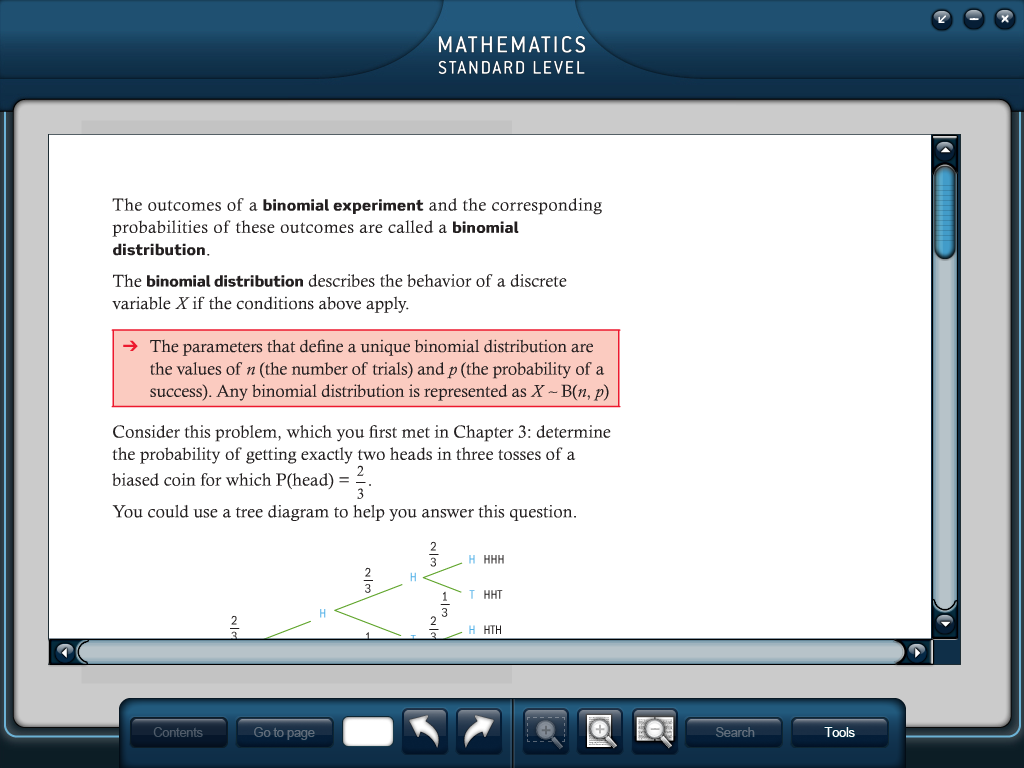 MATHEMATICS
STANDARD LEVEL
The outcomes of a binomial experiment and the corresponding
probabilities of these outcomes are called a binomial
distribution.
The binomial distribution describes the behavior of a discrete
variable X if the conditions above apply.
→ The parameters that define a unique binomial distribution are
the values of n (the number of trials) and p (the probability of a
success). Any binomial distribution is represented as X ~ B(n, p)
Consider this problem, which you first met in Chapter 3: determine
the probability of getting exactly two heads in three tosses of a
biased coin for which P(head) = 2/3.
You could use a tree diagram to help you answer this question.
2/3 H HHH
2/3 H
1/3 T HHT
2/3 H
2/3 H HTH
1 T
Contents Go to page Search Tools